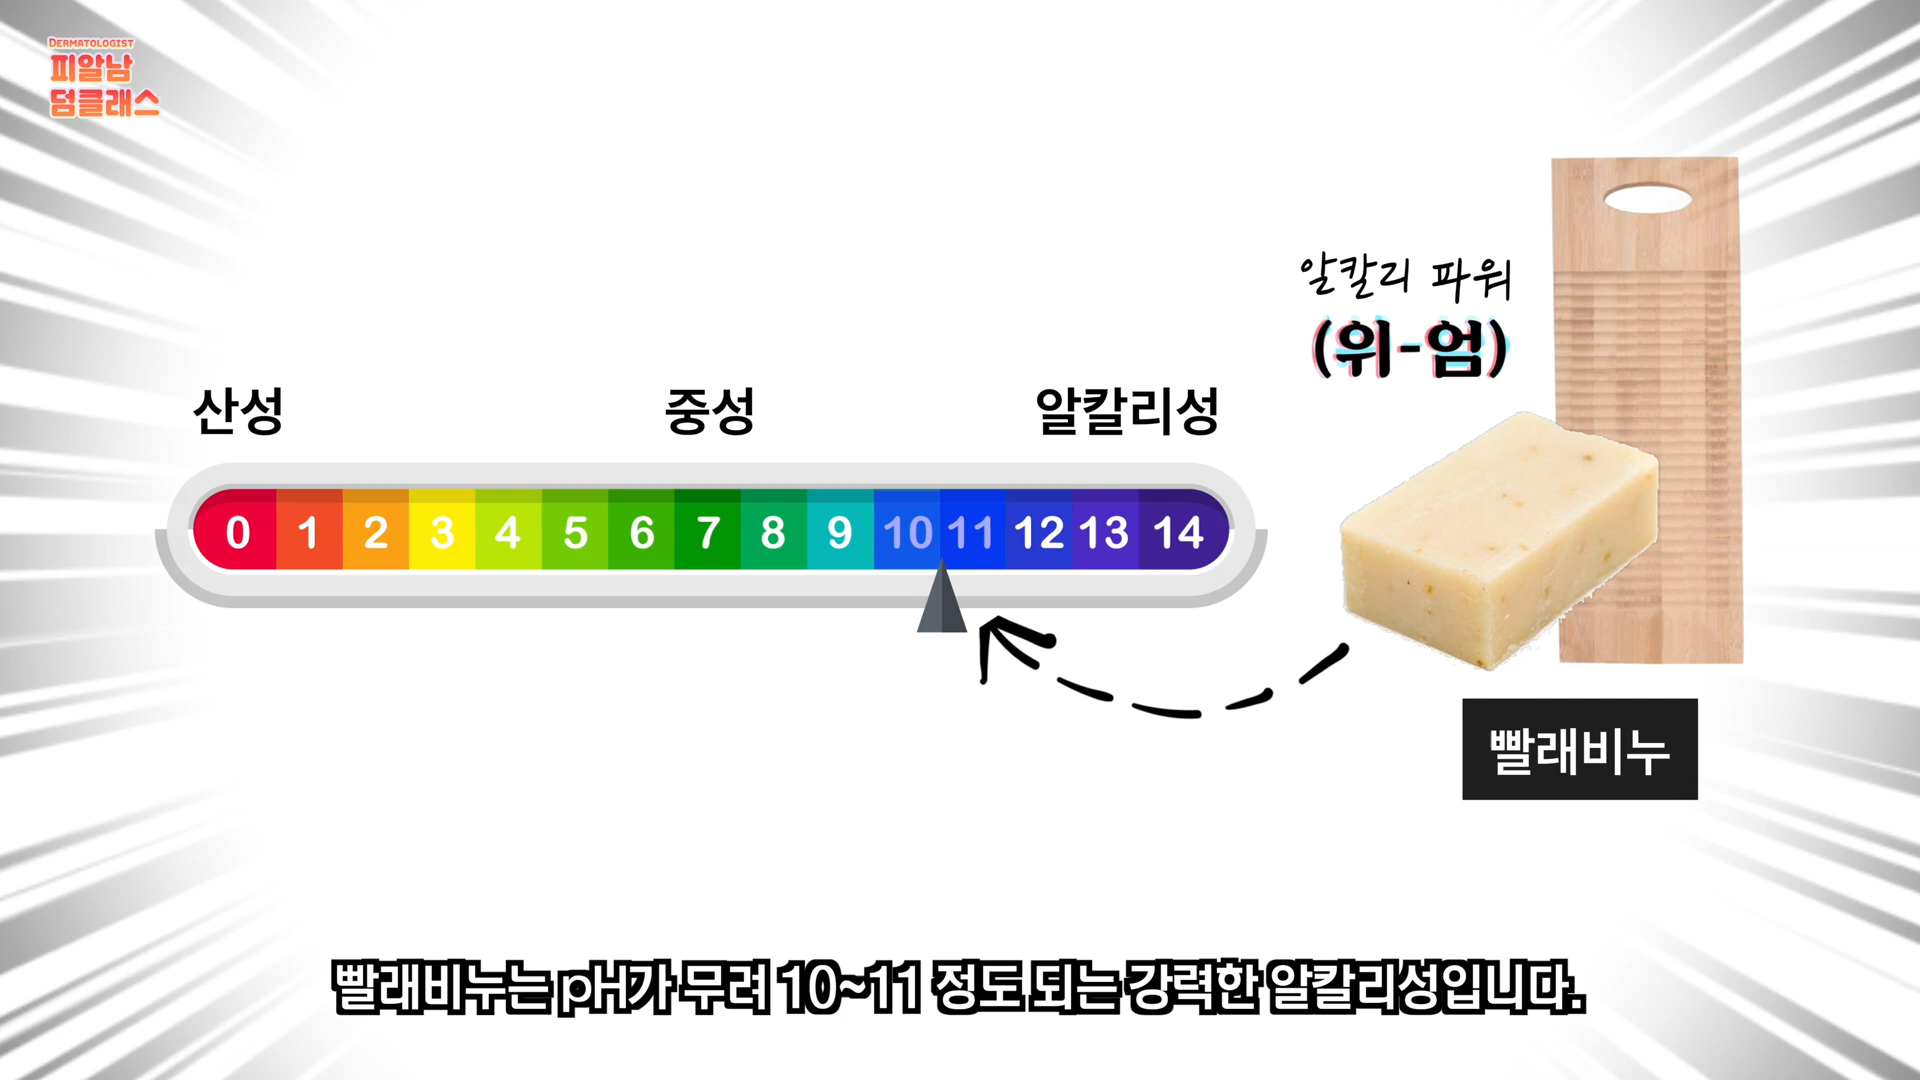 DERMATOLOGIST
피알남
덤클래스
알칼리 파워
(위-엄)
산성 중성 알칼리성
0 1 2 3 4 5 6 7 8 9 10 11 12 13 14
빨래비누
빨래비누는 pH가 무려 10~11 정도 되는 강력한 알칼리성입니다.